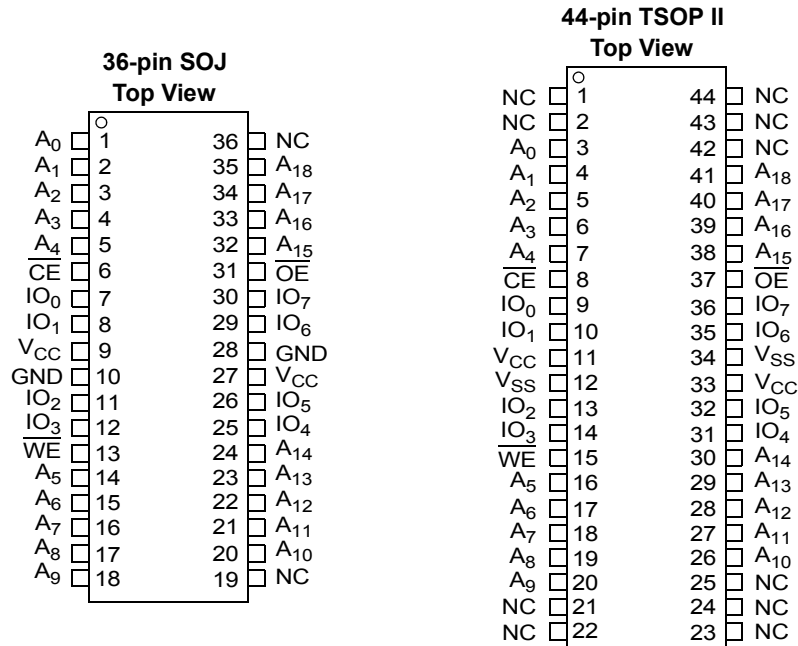 36-pin SOJ
Top View
A0 1 36 NC
A1 2 35 A18
A2 3 34 A17
A3 4 33 A16
A4 5 32 A15
C̅E̅ 6 31 O̅E̅
IO0 7 30 IO7
IO1 8 29 IO6
VCC 9 28 GND
GND 10 27 VCC
IO2 11 26 IO5
IO3 12 25 IO4
W̅E̅ 13 24 A14
A5 14 23 A13
A6 15 22 A12
A7 16 21 A11
A8 17 20 A10
A9 18 19 NC
44-pin TSOP II
Top View
NC 1 44 NC
NC 2 43 NC
A0 3 42 NC
A1 4 41 A18
A2 5 40 A17
A3 6 39 A16
A4 7 38 A15
C̅E̅ 8 37 O̅E̅
IO0 9 36 IO7
IO1 10 35 IO6
VCC 11 34 VSS
VSS 12 33 VCC
IO2 13 32 IO5
IO3 14 31 IO4
W̅E̅ 15 30 A14
A5 16 29 A13
A6 17 28 A12
A7 18 27 A11
A8 19 26 A10
A9 20 25 NC
NC 21 24 NC
NC 22 23 NC